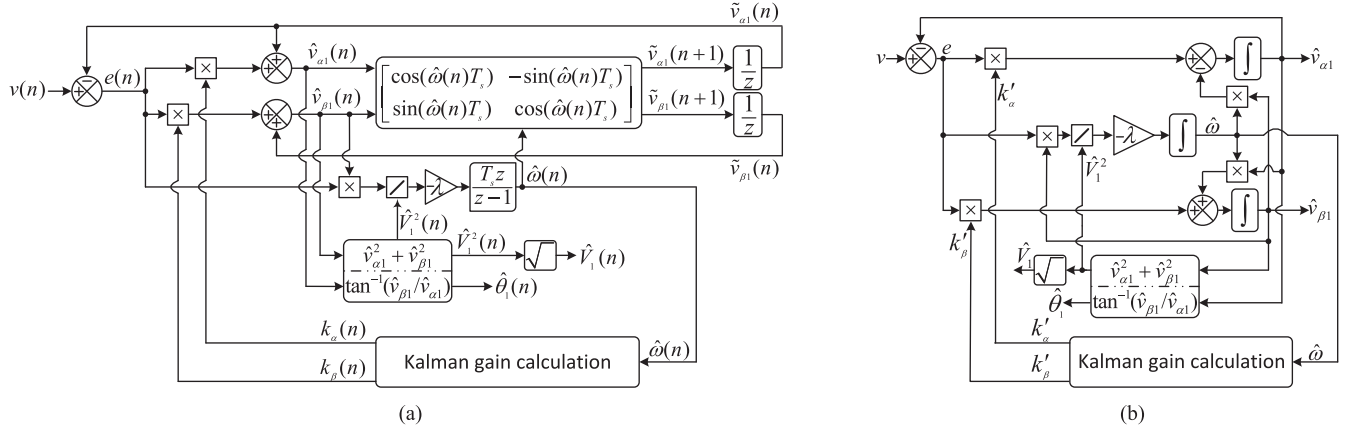 ṽα1(n)
v(n)
e(n)
−
×
+
+
v̂α1(n)
cos(ω̂(n)Ts) −sin(ω̂(n)Ts)
sin(ω̂(n)Ts) cos(ω̂(n)Ts)
ṽα1(n+1)
1/z
×
+
+
v̂β1(n)
ṽβ1(n+1)
1/z
ṽβ1(n)
×
-λ
Ts z
z−1
ω̂(n)
V̂1²(n)
v̂α1² + v̂β1²
tan⁻¹(v̂β1/v̂α1)
V̂1²(n)
√
V̂1(n)
θ̂1(n)
kα(n)
kβ(n)
Kalman gain calculation
ω̂(n)
(a)
v
e
−
+
×
k′α
+
−
∫
v̂α1
×
×
-λ
∫
ω̂
V̂1²
×
×
k′β
+
+
∫
v̂β1
V̂1
√
v̂α1² + v̂β1²
tan⁻¹(v̂β1/v̂α1)
θ̂1
k′α
k′β
Kalman gain calculation
ω̂
(b)